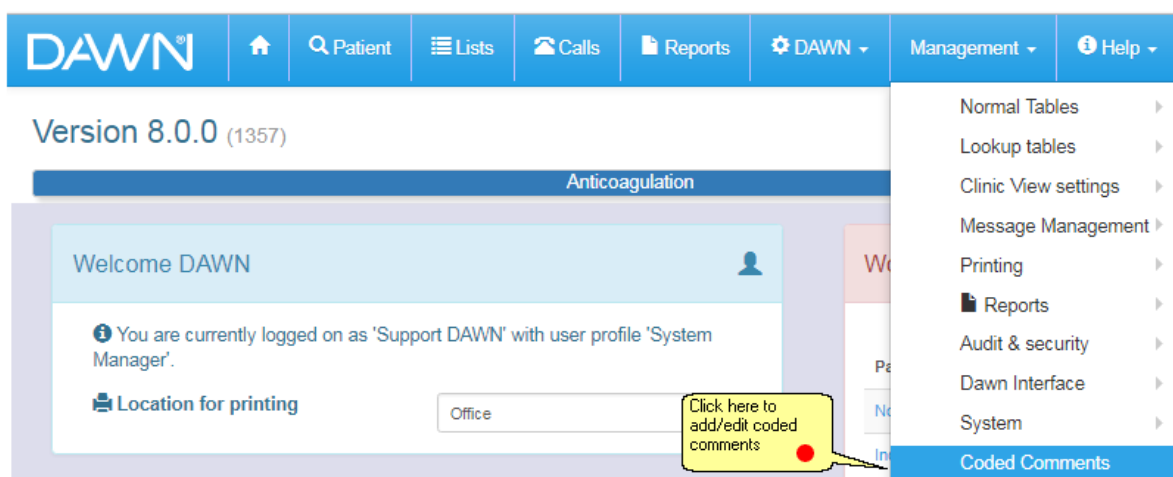 DAWN® Patient Lists Calls Reports DAWN Management Help
Version 8.0.0 (1357)
Anticoagulation
Welcome DAWN
You are currently logged on as 'Support DAWN' with user profile 'System
Manager'.
Location for printing
Office
Click here to
add/edit coded
comments
Normal Tables
Lookup tables
Clinic View settings
Message Management
Printing
Reports
Audit & security
Dawn Interface
System
Coded Comments